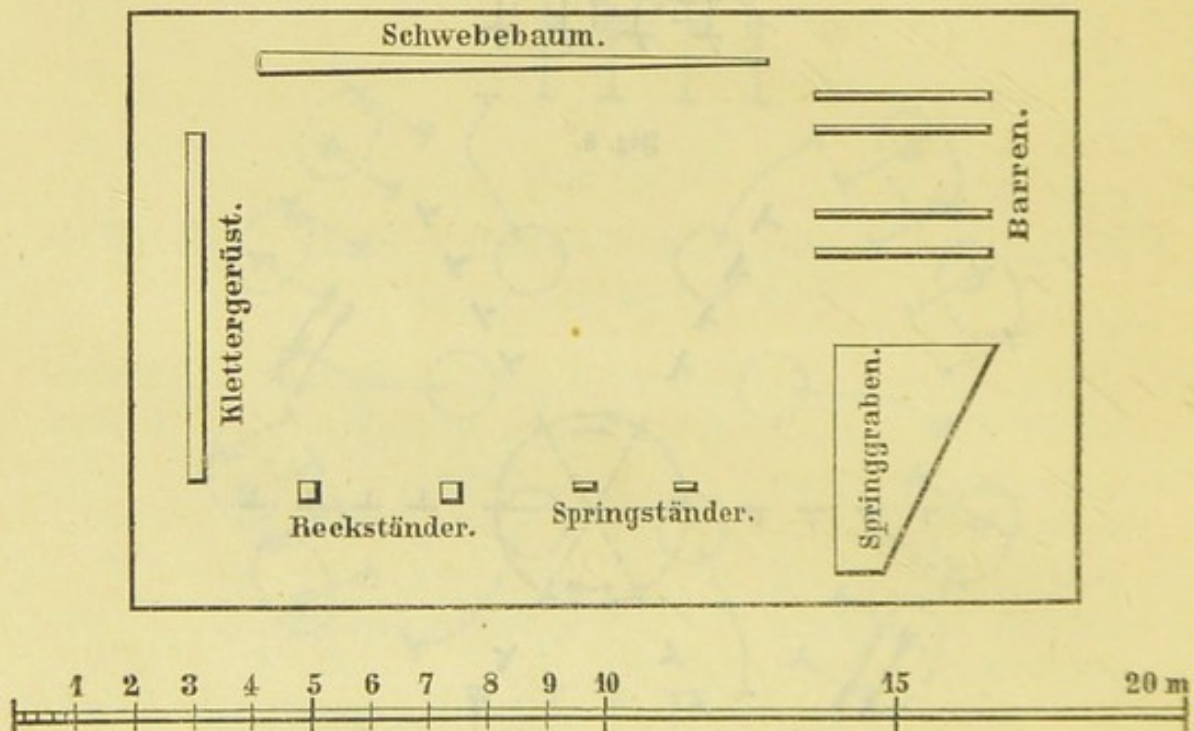 Schwebebaum.
Barren.
Klettergerüst.
Springgraben.
Reckständer.
Springständer.
1 2 3 4 5 6 7 8 9 10 15 20 m